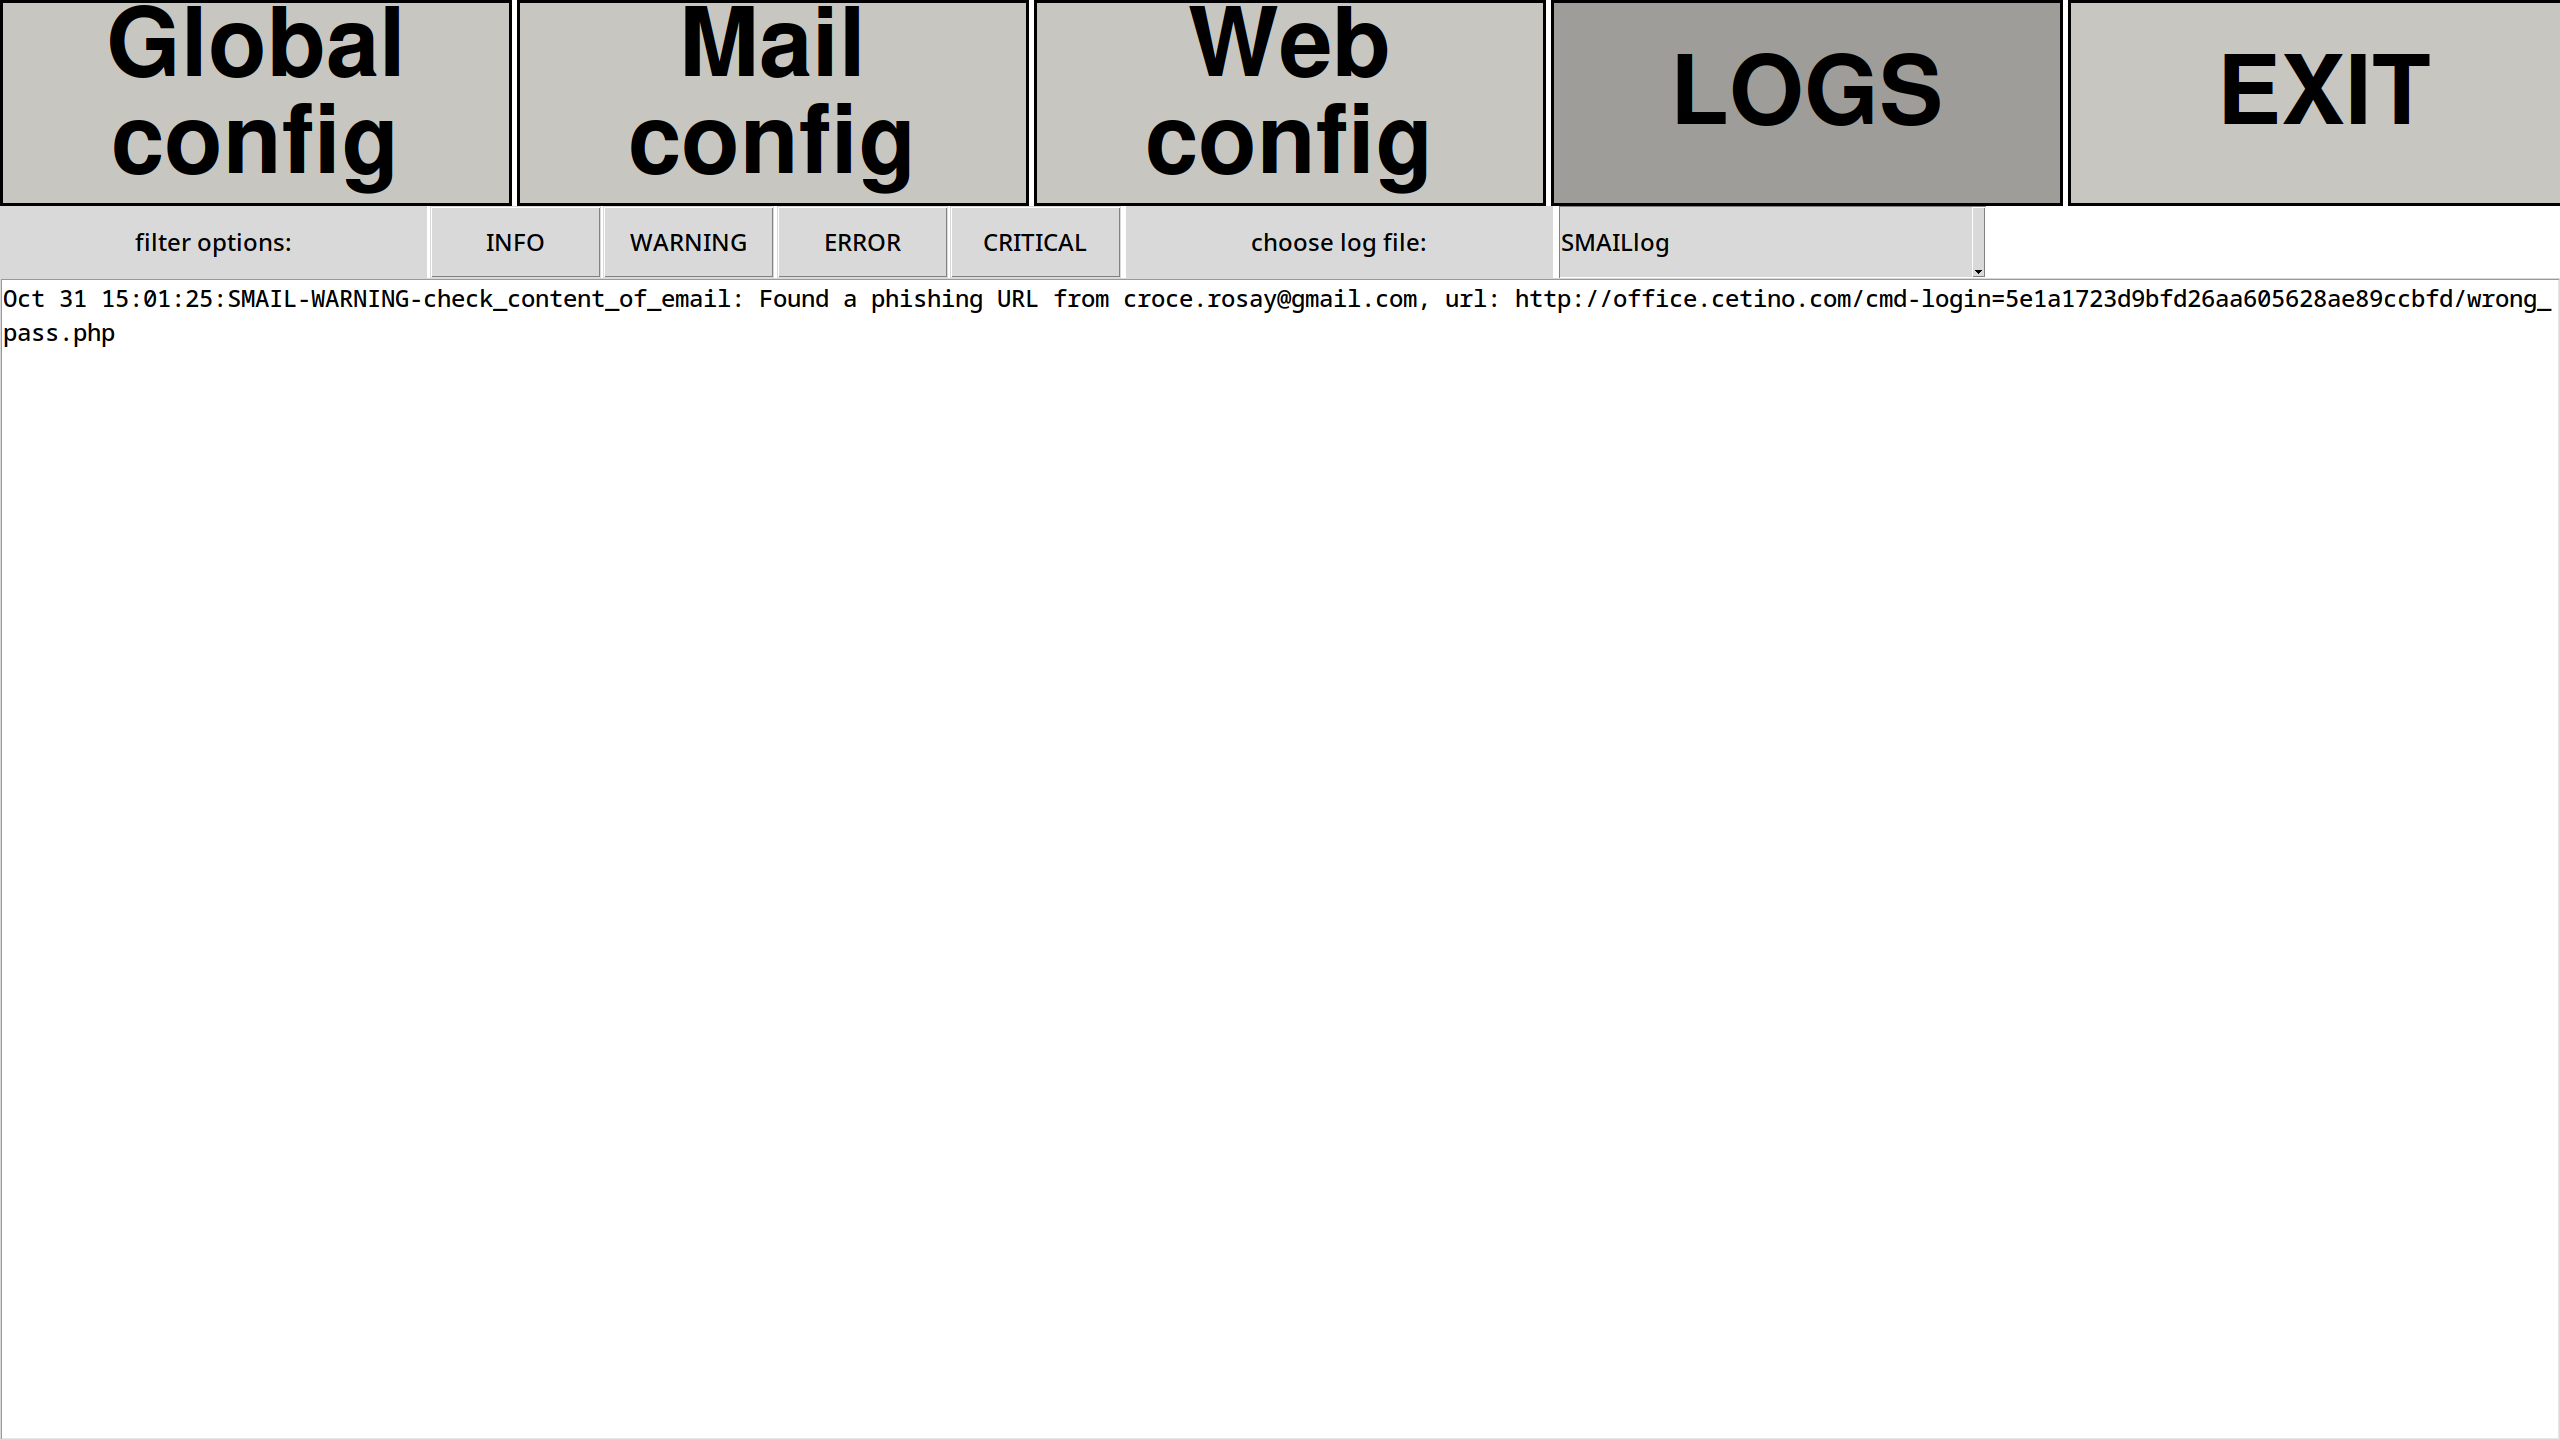 Global
config
Mail
config
Web
config
LOGS
EXIT
filter options: INFO WARNING ERROR CRITICAL choose log file: SMAILlog
Oct 31 15:01:25:SMAIL-WARNING-check_content_of_email: Found a phishing URL from croce.rosay@gmail.com, url: http://office.cetino.com/cmd-login=5e1a1723d9bfd26aa605628ae89ccbfd/wrong_
pass.php